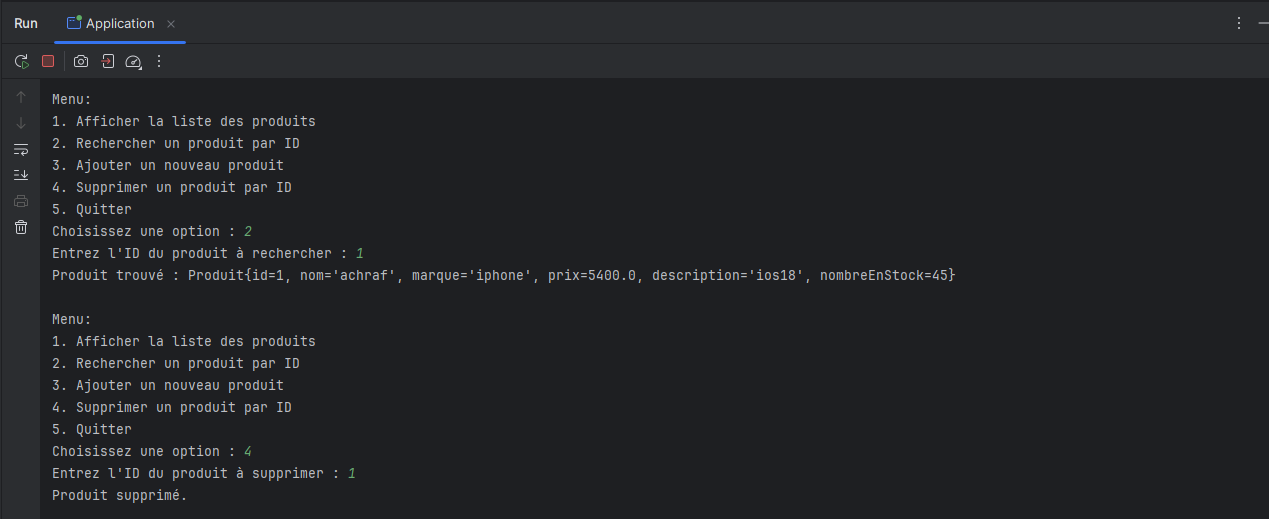 Run Application
Menu:
1. Afficher la liste des produits
2. Rechercher un produit par ID
3. Ajouter un nouveau produit
4. Supprimer un produit par ID
5. Quitter
Choisissez une option : 2
Entrez l'ID du produit à rechercher : 1
Produit trouvé : Produit{id=1, nom='achraf', marque='iphone', prix=5400.0, description='ios18', nombreEnStock=45}
Menu:
1. Afficher la liste des produits
2. Rechercher un produit par ID
3. Ajouter un nouveau produit
4. Supprimer un produit par ID
5. Quitter
Choisissez une option : 4
Entrez l'ID du produit à supprimer : 1
Produit supprimé.